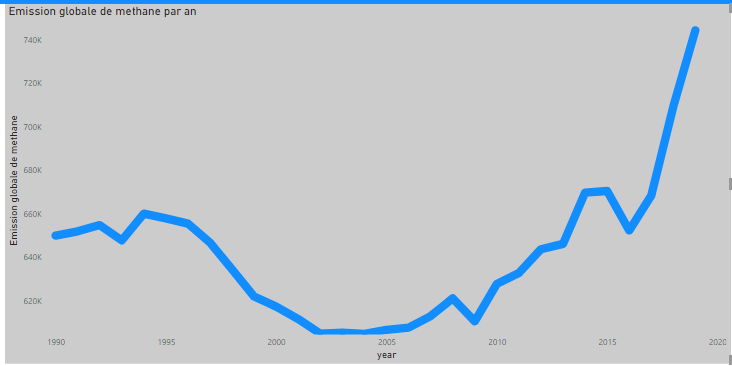 Emission globale de methane par an
Emission globale de methane
740K
720K
700K
680K
660K
640K
620K
1990 1995 2000 2005 2010 2015 2020
year